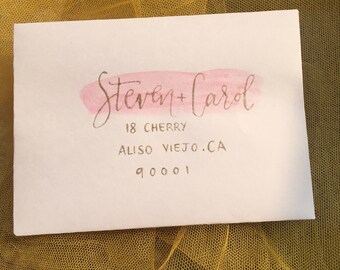 Steven + Carol
18 CHERRY
ALISO VIEJO.CA
90001